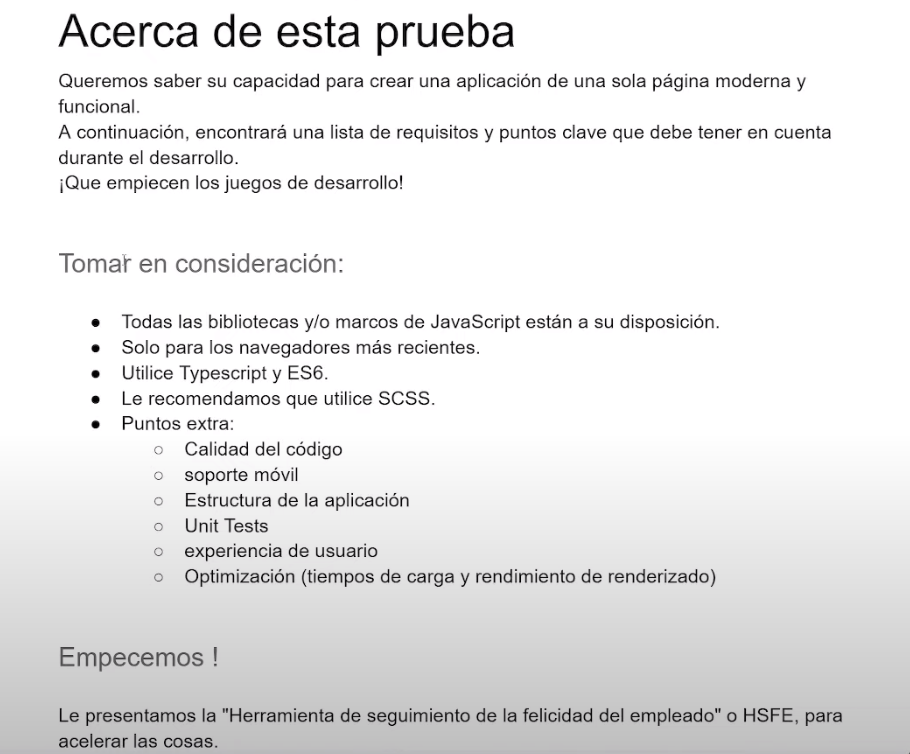 Acerca de esta prueba
Queremos saber su capacidad para crear una aplicación de una sola página moderna y
funcional.
A continuación, encontrará una lista de requisitos y puntos clave que debe tener en cuenta
durante el desarrollo.
¡Que empiecen los juegos de desarrollo!
Tomar en consideración:
● Todas las bibliotecas y/o marcos de JavaScript están a su disposición.
● Solo para los navegadores más recientes.
● Utilice Typescript y ES6.
● Le recomendamos que utilice SCSS.
● Puntos extra:
○ Calidad del código
○ soporte móvil
○ Estructura de la aplicación
○ Unit Tests
○ experiencia de usuario
○ Optimización (tiempos de carga y rendimiento de renderizado)
Empecemos !
Le presentamos la "Herramienta de seguimiento de la felicidad del empleado" o HSFE, para
acelerar las cosas.